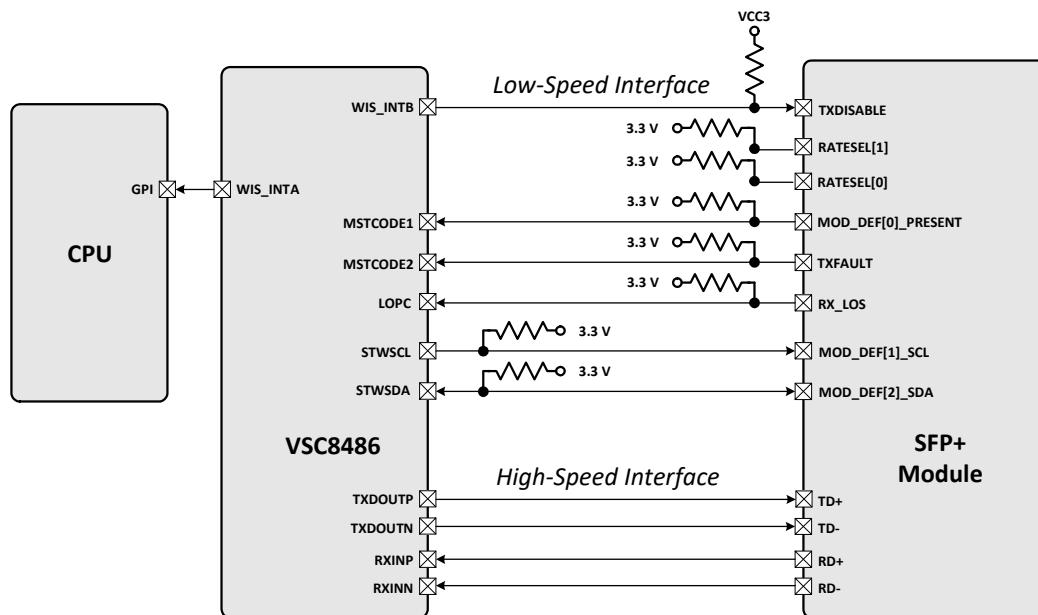 VCC3
Low-Speed Interface
WIS_INTB
TXDISABLE
3.3 V
RATESEL[1]
3.3 V
RATESEL[0]
GPI
WIS_INTA
3.3 V
MSTCODE1
MOD_DEF[0]_PRESENT
CPU
3.3 V
MSTCODE2
TXFAULT
3.3 V
LOPC
RX_LOS
3.3 V
STWSCL
MOD_DEF[1]_SCL
3.3 V
STWSDA
MOD_DEF[2]_SDA
VSC8486
SFP+
Module
High-Speed Interface
TXDOUTP
TD+
TXDOUTN
TD-
RXINP
RD+
RXINN
RD-